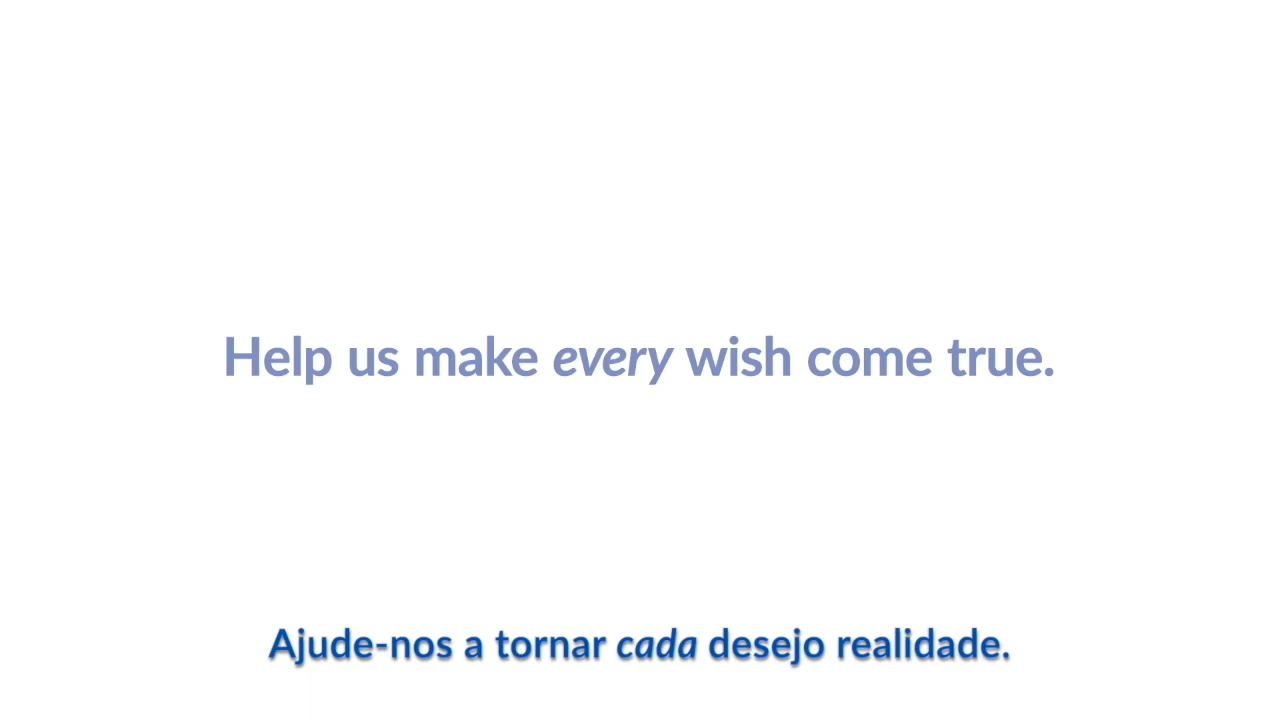 Help us make every wish come true.
Ajude-nos a tornar cada desejo realidade.